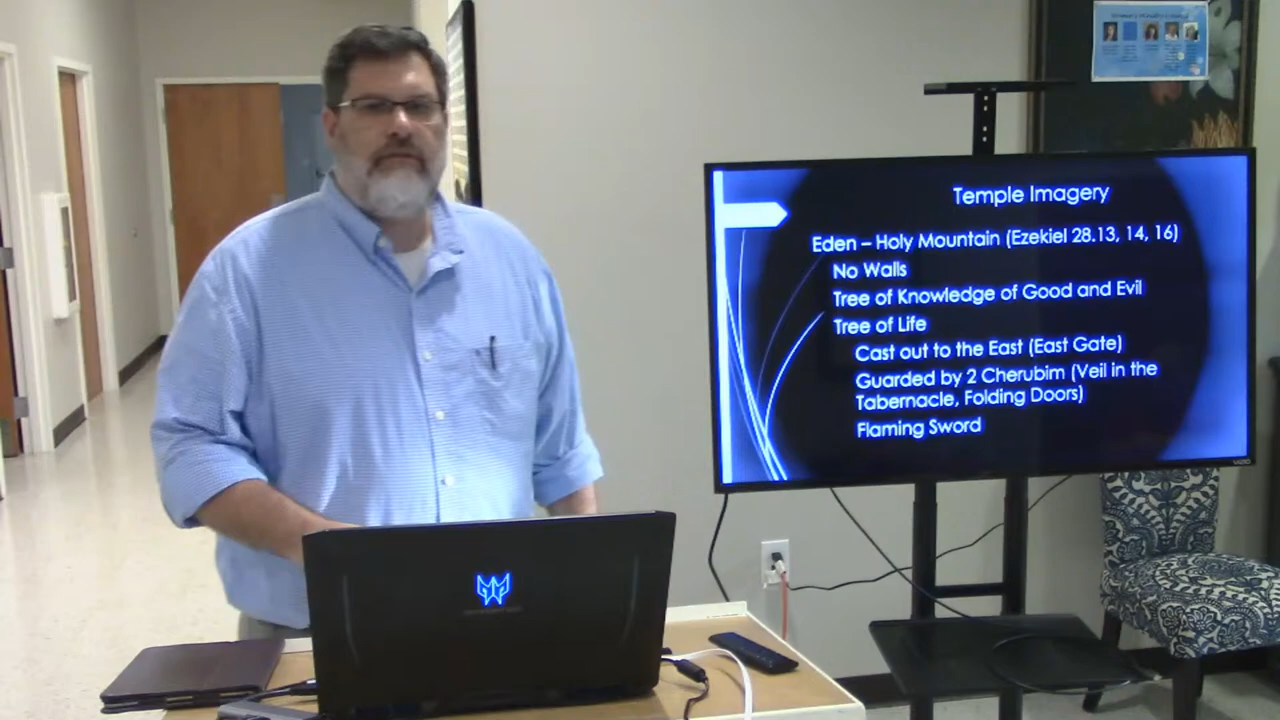 Temple Imagery
Eden – Holy Mountain (Ezekiel 28.13, 14, 16)
No Walls
Tree of Knowledge of Good and Evil
Tree of Life
Cast out to the East (East Gate)
Guarded by 2 Cherubim (Veil in the
Tabernacle, Folding Doors)
Flaming Sword
VIZIO